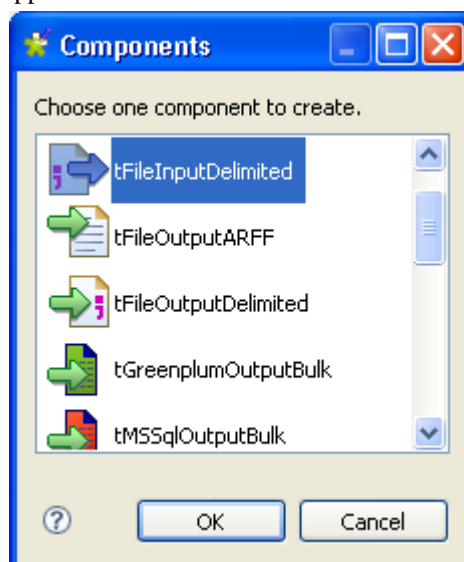 Components
Choose one component to create.
tFileInputDelimited
tFileOutputARFF
tFileOutputDelimited
tGreenplumOutputBulk
tMSSqlOutputBulk
OK
Cancel